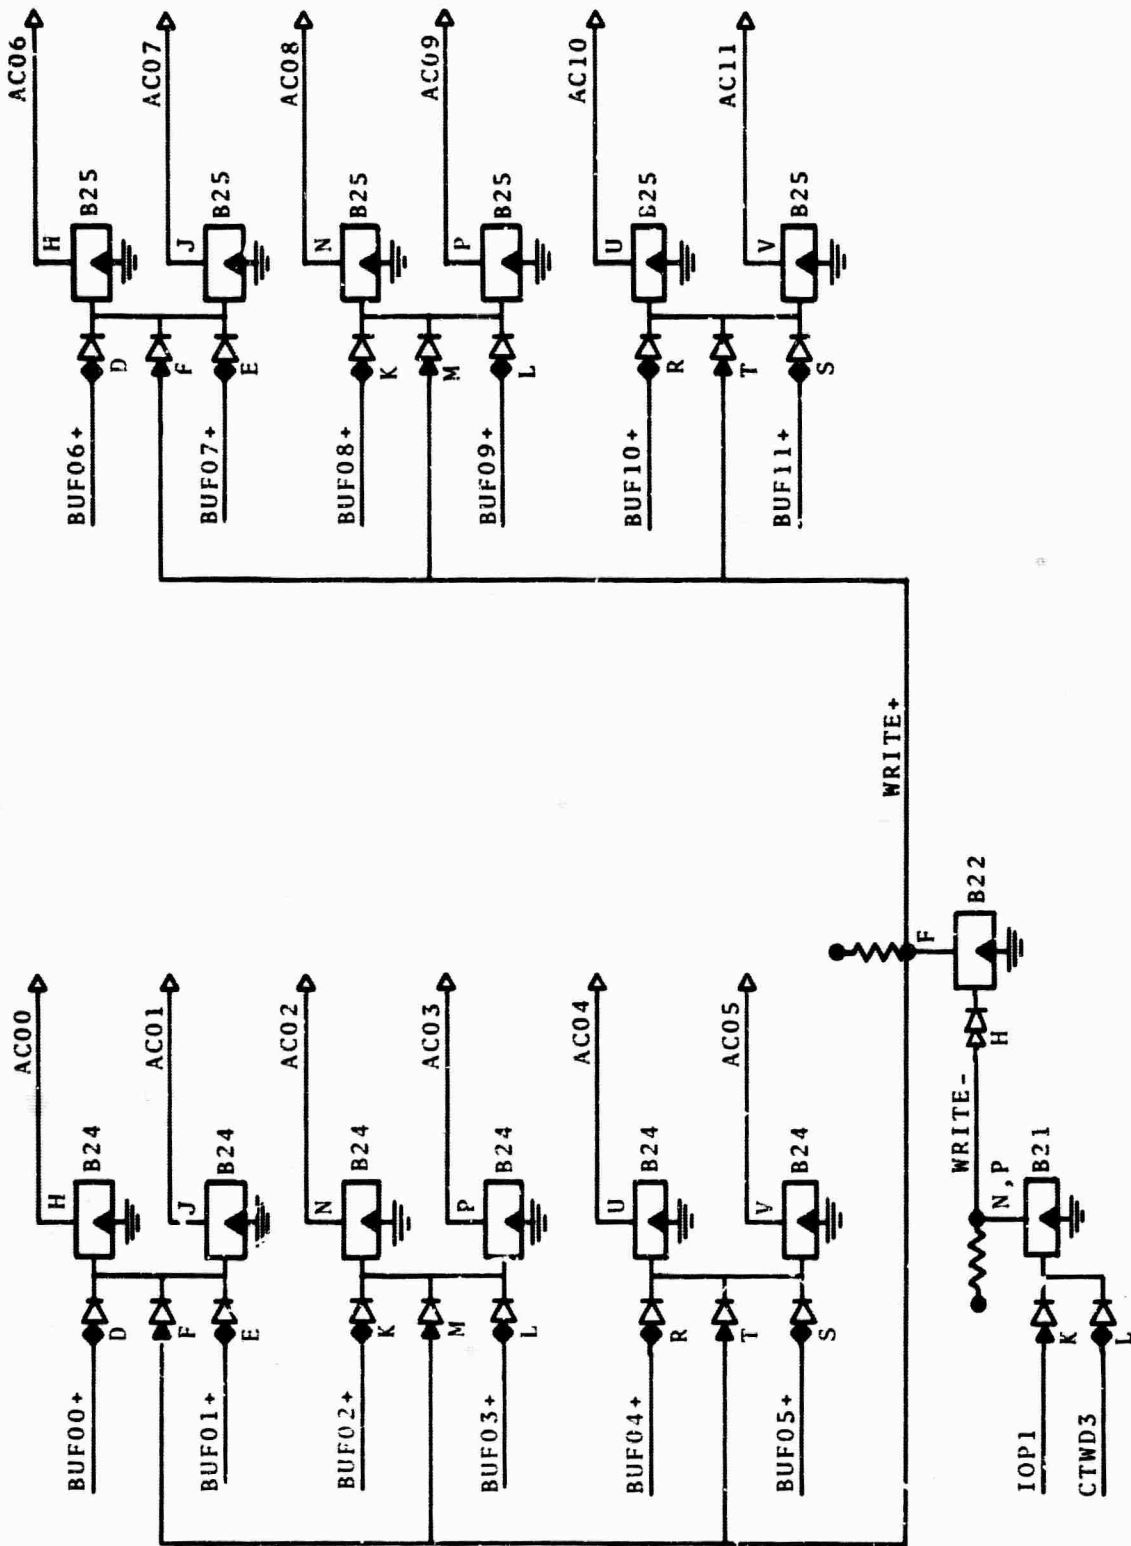 AC00
H
B24
D
BUF00+
F
AC01
J
B24
E
BUF01+
AC02
N
B24
K
BUF02+
M
AC03
P
B24
L
BUF03+
AC04
U
B24
R
BUF04+
T
AC05
V
B24
S
BUF05+
AC06
H
B25
D
BUF06+
F
AC07
J
B25
E
BUF07+
AC08
N
B25
K
BUF08+
M
AC09
P
B25
L
BUF09+
AC10
U
B25
R
BUF10+
T
AC11
V
B25
S
BUF11+
WRITE+
F
B22
H
WRITE-
N,P
B21
K
IOP1
L
CTWD3